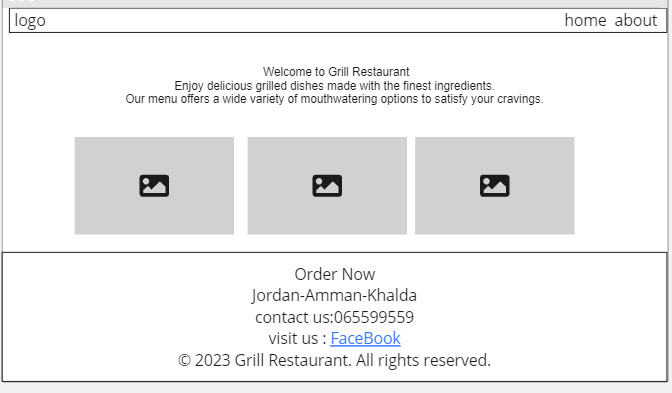 logo
home about
Welcome to Grill Restaurant
Enjoy delicious grilled dishes made with the finest ingredients.
Our menu offers a wide variety of mouthwatering options to satisfy your cravings.
Order Now
Jordan-Amman-Khalda
contact us:065599559
visit us : FaceBook
© 2023 Grill Restaurant. All rights reserved.